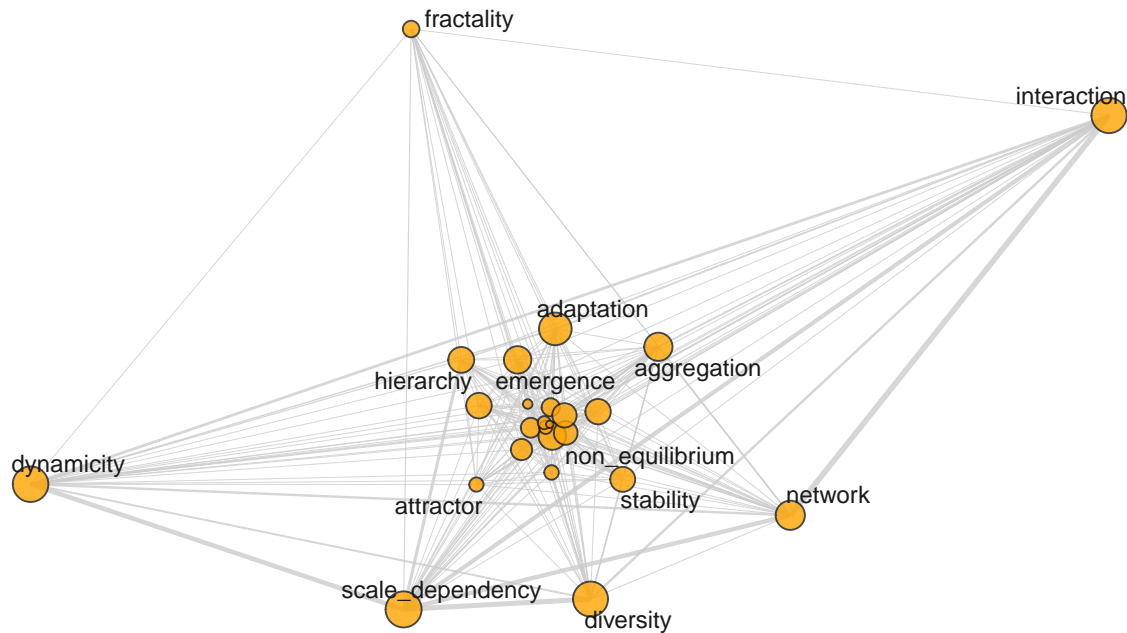 fractality
interaction
adaptation
aggregation
hierarchy
emergence
dynamicity
non_equilibrium
attractor
stability
network
scale_dependency
diversity